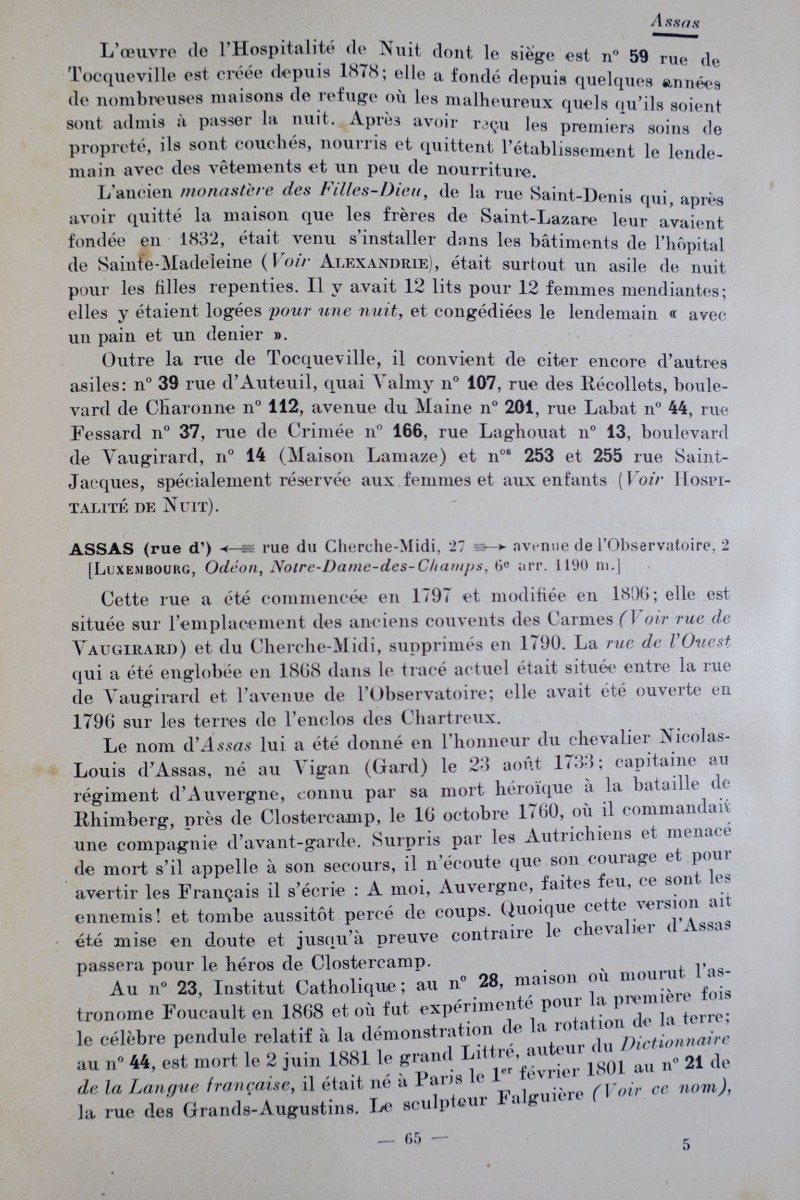 Assas
L'œuvre de l'Hospitalité de Nuit dont le siège est n° 59 rue de
Tocqueville est créée depuis 1878; elle a fondé depuis quelques années
de nombreuses maisons de refuge où les malheureux quels qu'ils soient
sont admis à passer la nuit. Après avoir reçu les premiers soins de
propreté, ils sont couchés, nourris et quittent l'établissement le lende-
main avec des vêtements et un peu de nourriture.
L'ancien monastère des Filles-Dieu, de la rue Saint-Denis qui, après
avoir quitté la maison que les frères de Saint-Lazare leur avaient
fondée en 1832, était venu s'installer dans les bâtiments de l'hôpital
de Sainte-Madeleine (Voir ALEXANDRIE), était surtout un asile de nuit
pour les filles repenties. Il y avait 12 lits pour 12 femmes mendiantes;
elles y étaient logées pour une nuit, et congédiées le lendemain « avec
un pain et un denier ».
Outre la rue de Tocqueville, il convient de citer encore d'autres
asiles: n° 39 rue d'Auteuil, quai Valmy n° 107, rue des Récollets, boule-
vard de Charonne n° 112, avenue du Maine n° 201, rue Labat n° 44, rue
Fessard n° 37, rue de Crimée n° 166, rue Laghouat n° 13, boulevard
de Vaugirard, n° 14 (Maison Lamaze) et nos 253 et 255 rue Saint-
Jacques, spécialement réservée aux femmes et aux enfants (Voir HOSPI-
TALITÉ DE NUIT).
ASSAS (rue d') rue du Cherche-Midi, 27 avenue de l'Observatoire, 2
[LUXEMBOURG, Odéon, Notre-Dame-des-Champs, 6e arr. 1190 m.]
Cette rue a été commencée en 1797 et modifiée en 1806; elle est
située sur l'emplacement des anciens couvents des Carmes (Voir rue de
VAUGIRARD) et du Cherche-Midi, supprimés en 1790. La rue de l'Ouest
qui a été englobée en 1868 dans le tracé actuel était située entre la rue
de Vaugirard et l'avenue de l'Observatoire; elle avait été ouverte en
1796 sur les terres de l'enclos des Chartreux.
Le nom d'Assas lui a été donné en l'honneur du chevalier Nicolas-
Louis d'Assas, né au Vigan (Gard) le 23 août 1733; capitaine au
régiment d'Auvergne, connu par sa mort héroïque à la bataille de
Rhimberg, près de Clostercamp, le 16 octobre 1760, où il commandait
une compagnie d'avant-garde. Surpris par les Autrichiens et menacé
de mort s'il appelle à son secours, il n'écoute que son courage et pour
avertir les Français il s'écrie : A moi, Auvergne, faites feu, ce sont les
ennemis! et tombe aussitôt percé de coups. Quoique cette version ait
été mise en doute et jusqu'à preuve contraire le chevalier d'Assas
passera pour le héros de Clostercamp.
Au n° 23, Institut Catholique; au n° 28, maison où mourut l'as-
tronome Foucault en 1868 et où fut expérimenté pour la première fois
le célèbre pendule relatif à la démonstration de la rotation de la terre;
au n° 44, est mort le 2 juin 1881 le grand Littré, auteur du Dictionnaire
de la Langue française, il était né à Paris le 1er février 1801 au n° 21 de
la rue des Grands-Augustins. Le sculpteur Falguière (Voir ce nom),
— 65 —
5